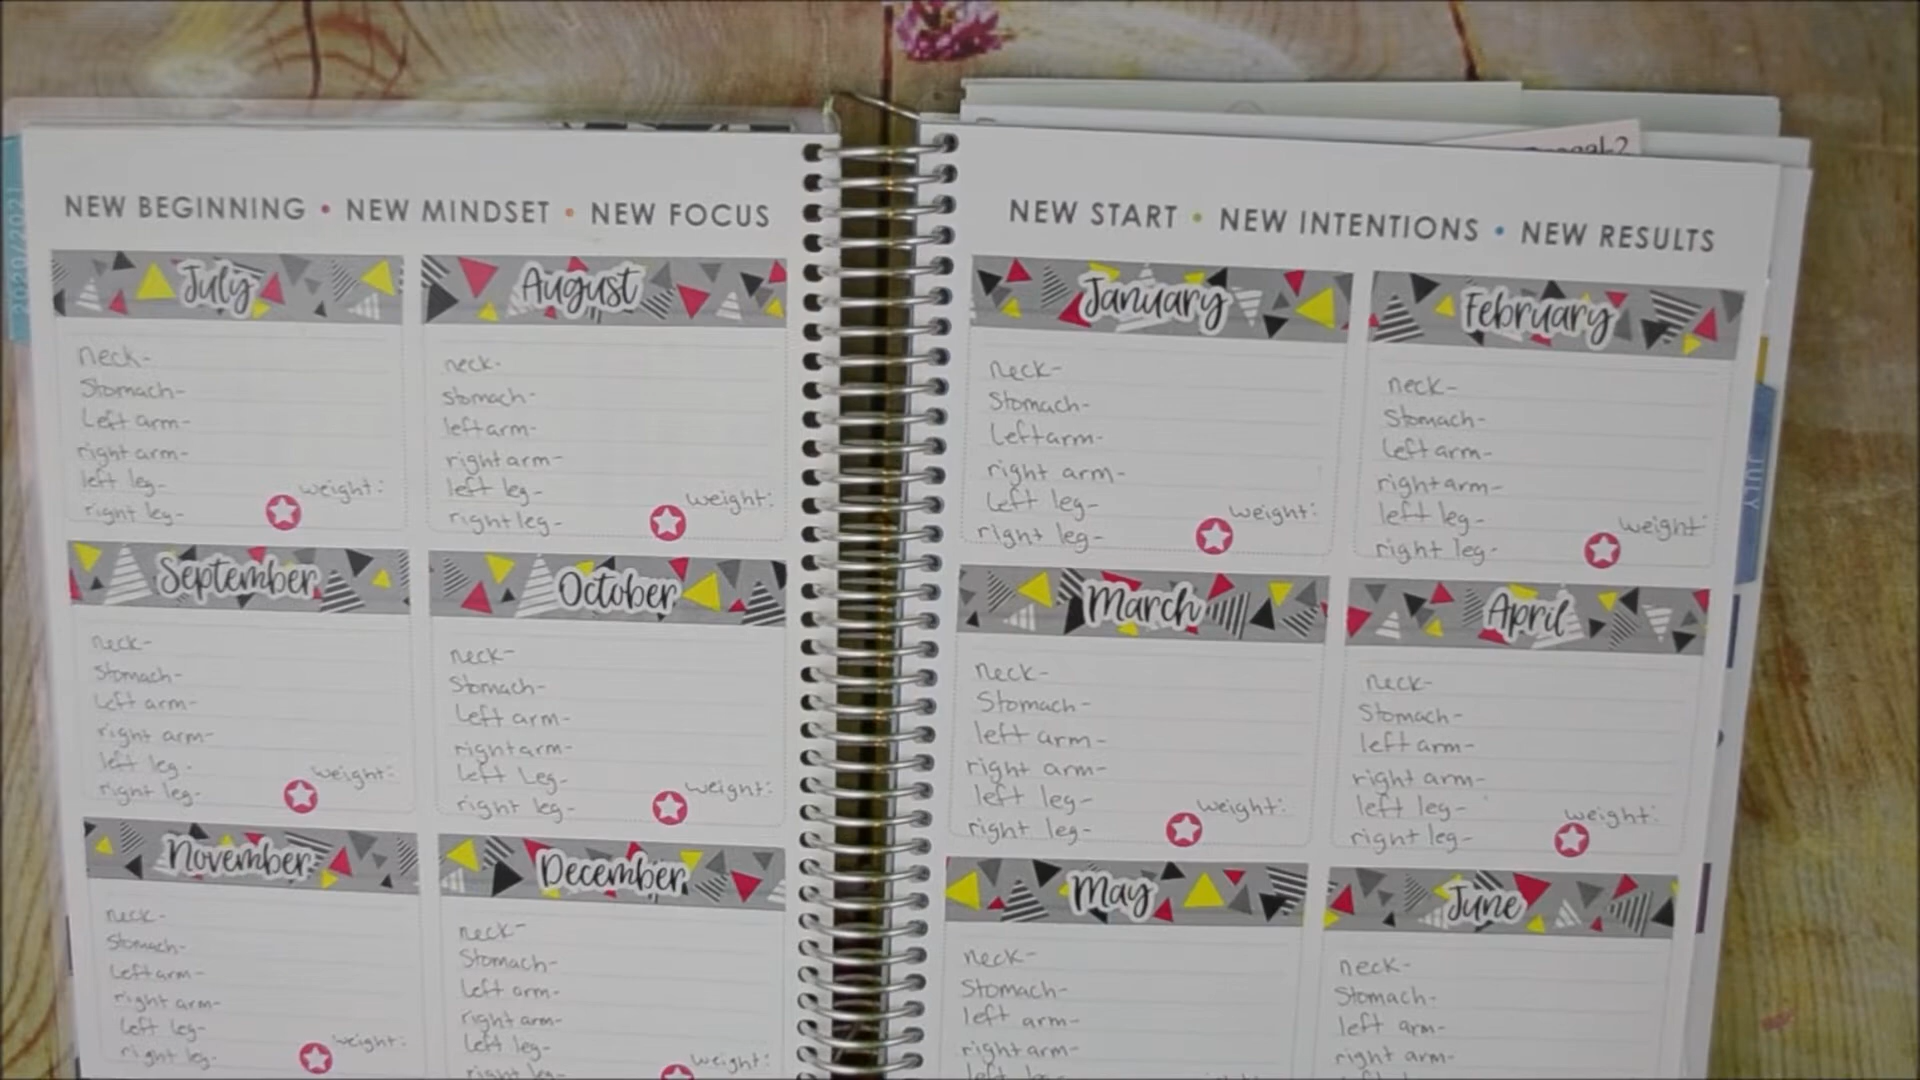 2020/2021
goal 2
NEW BEGINNING • NEW MINDSET • NEW FOCUS
July
neck-
Stomach-
Left arm-
right arm-
left leg-
right leg-
weight:
August
neck-
stomach-
left arm-
right arm-
left leg-
right leg-
weight:
September
neck-
Stomach-
Left arm-
right arm-
left leg-
right leg-
weight:
October
neck-
Stomach-
Left arm-
right arm-
Left Leg-
right leg-
weight:
November
neck-
Stomach-
Left arm-
right arm-
Left leg-
right leg-
weight:
December
neck-
Stomach-
Left arm-
right arm-
Left leg-
right leg-
weight:
NEW START • NEW INTENTIONS • NEW RESULTS
January
neck-
Stomach-
Left arm-
right arm-
Left leg-
right leg-
weight:
February
neck-
Stomach-
Left arm-
right arm-
left leg-
right leg-
weight:
March
neck-
Stomach-
left arm-
right arm-
left leg-
right leg-
weight:
April
neck-
Stomach-
left arm-
right arm-
left leg-
right leg-
weight:
May
neck-
Stomach-
left arm-
right arm-
June
neck-
Stomach-
left arm-
right arm-
JULY